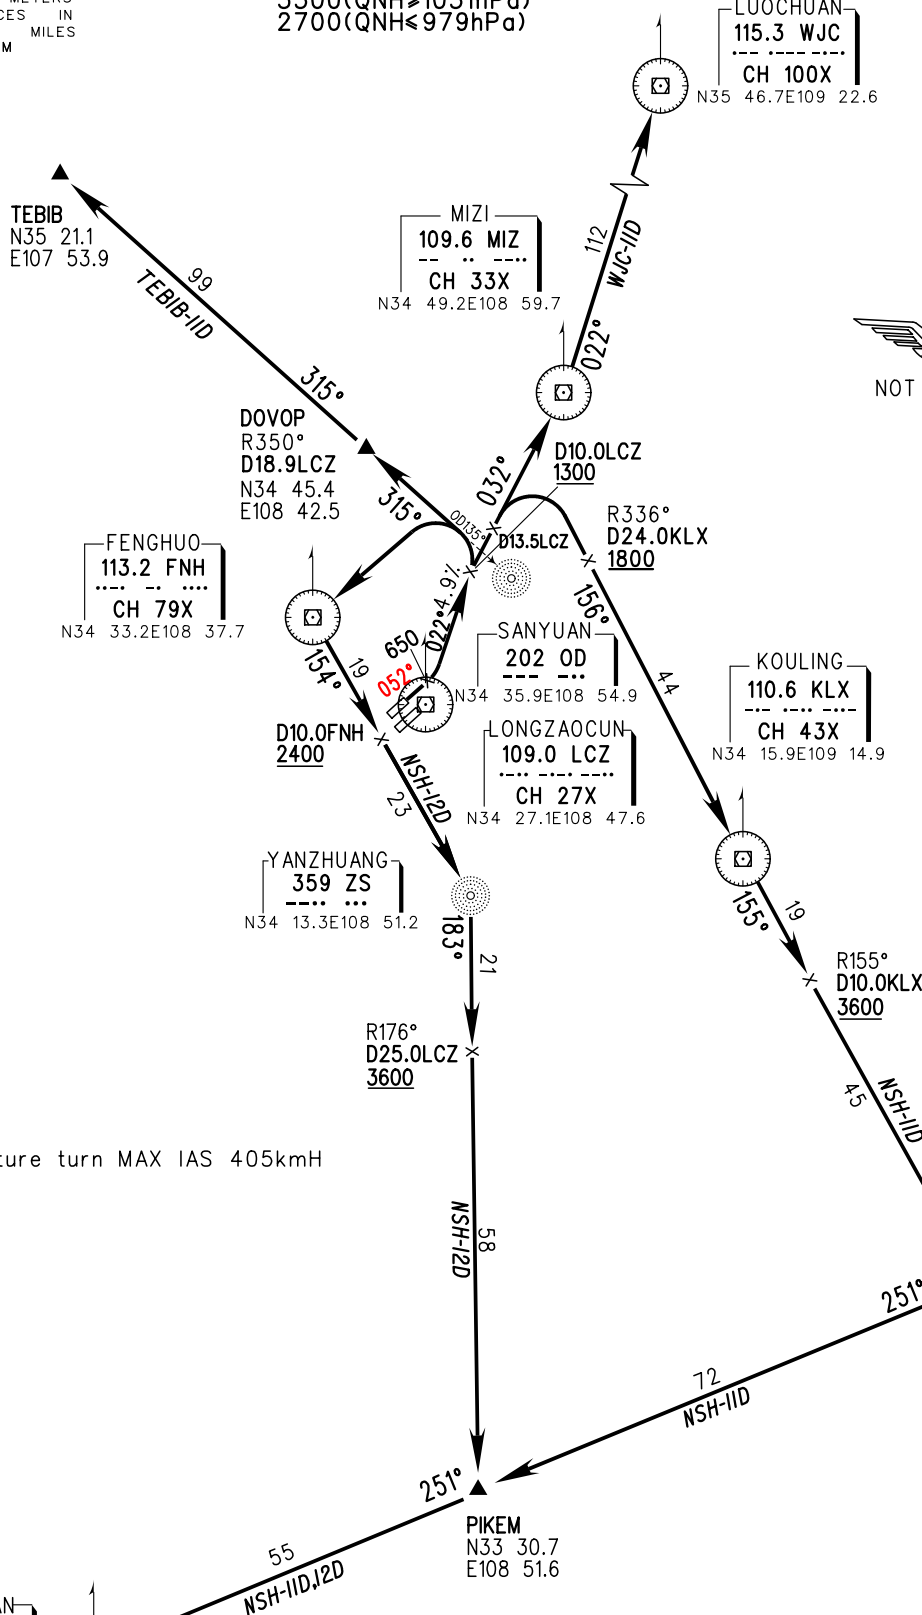 METERS
CES IN
MILES
M
3300(QNH≥1031hPa)
2700(QNH≤979hPa)
LUOCHUAN
115.3 WJC
CH 100X
N35 46.7E109 22.6
TEBIB
N35 21.1
E107 53.9
99
TEBIB-11D
315°
MIZI
109.6 MIZ
CH 33X
N34 49.2E108 59.7
112
WJC-11D
022°
NOT
DOVOP
R350°
D18.9LCZ
N34 45.4
E108 42.5
315°
032°
D10.0LCZ
1300
OD135°
D13.5LCZ
R336°
D24.0KLX
1800
FENGHUO
113.2 FNH
CH 79X
N34 33.2E108 37.7
022°4.9%
650
052°
156°
44
SANYUAN
202 OD
N34 35.9E108 54.9
154°
19
D10.0FNH
2400
LONGZAOCUN
109.0 LCZ
CH 27X
N34 27.1E108 47.6
KOULING
110.6 KLX
CH 43X
N34 15.9E109 14.9
NSH-12D
23
YANZHUANG
359 ZS
N34 13.3E108 51.2
183°
21
155°
19
R155°
D10.0KLX
3600
R176°
D25.0LCZ
3600
45
NSH-11D
ture turn MAX IAS 405kmH
NSH-12D
58
251°
72
NSH-11D
251°
PIKEM
N33 30.7
E108 51.6
55
NSH-11D,12D
AN